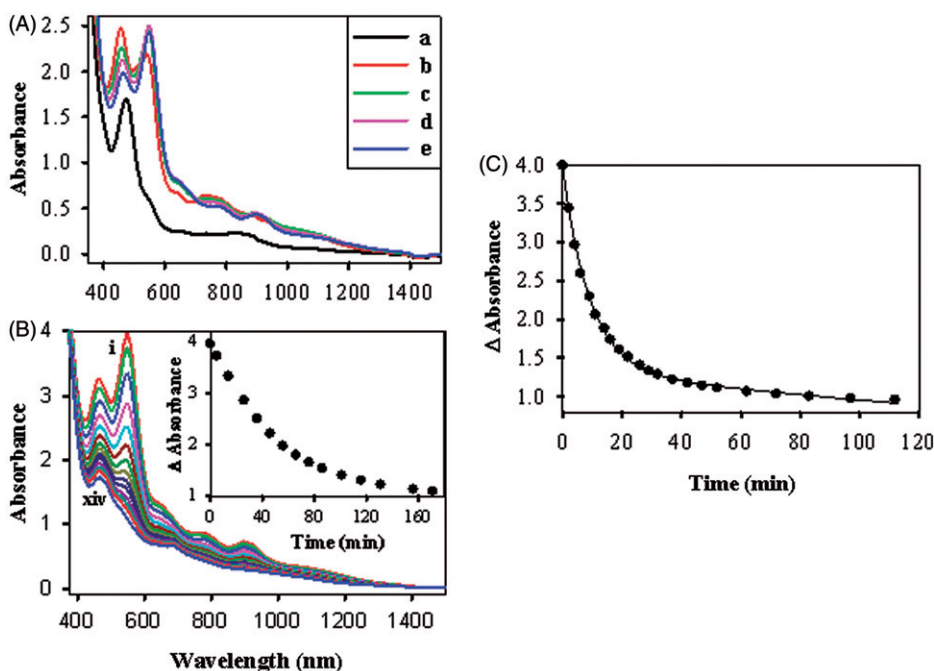 (A)
Absorbance
2.5
2.0
1.5
1.0
0.5
0.0
a
b
c
d
e
400 600 800 1000 1200 1400
(B)
Absorbance
4
3
2
1
0
i
xiv
Δ Absorbance
4
3
2
1
0 40 80 120 160
Time (min)
400 600 800 1000 1200 1400
Wavelength (nm)
(C)
Δ Absorbance
4.0
3.5
3.0
2.5
2.0
1.5
1.0
0 20 40 60 80 100 120
Time (min)